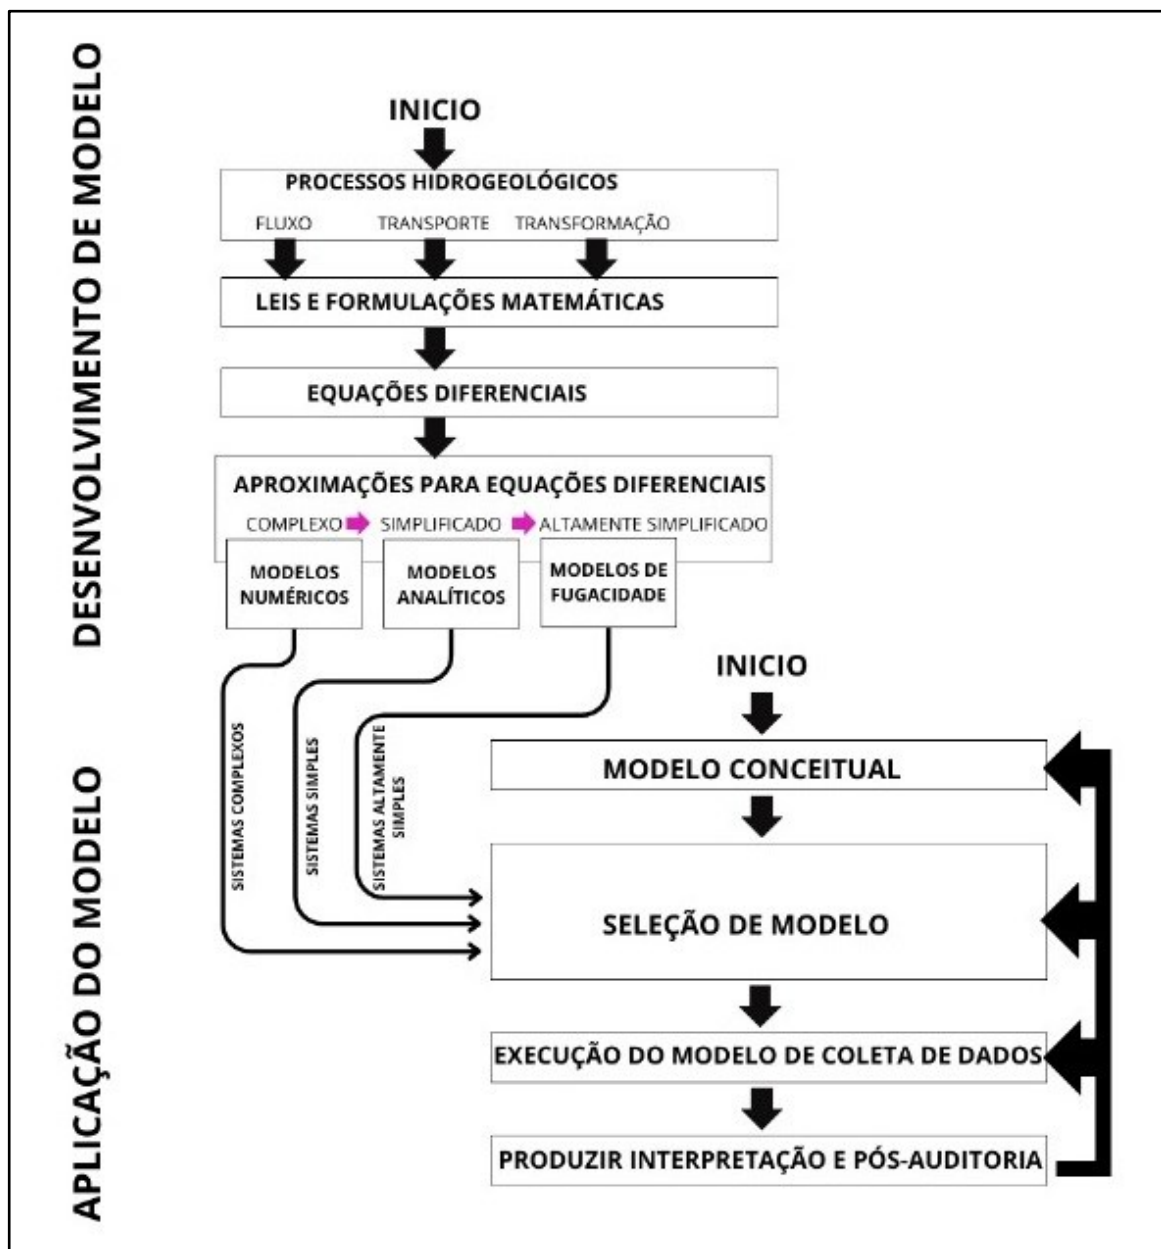 DESENVOLVIMENTO DE MODELO
INICIO
PROCESSOS HIDROGEOLÓGICOS
FLUXO TRANSPORTE TRANSFORMAÇÃO
LEIS E FORMULAÇÕES MATEMÁTICAS
EQUAÇÕES DIFERENCIAIS
APROXIMAÇÕES PARA EQUAÇÕES DIFERENCIAIS
COMPLEXO SIMPLIFICADO ALTAMENTE SIMPLIFICADO
MODELOS
NUMÉRICOS
MODELOS
ANALÍTICOS
MODELOS DE
FUGACIDADE
APLICAÇÃO DO MODELO
SISTEMAS COMPLEXOS
SISTEMAS SIMPLES
SISTEMAS ALTAMENTE
SIMPLES
INICIO
MODELO CONCEITUAL
SELEÇÃO DE MODELO
EXECUÇÃO DO MODELO DE COLETA DE DADOS
PRODUZIR INTERPRETAÇÃO E PÓS-AUDITORIA